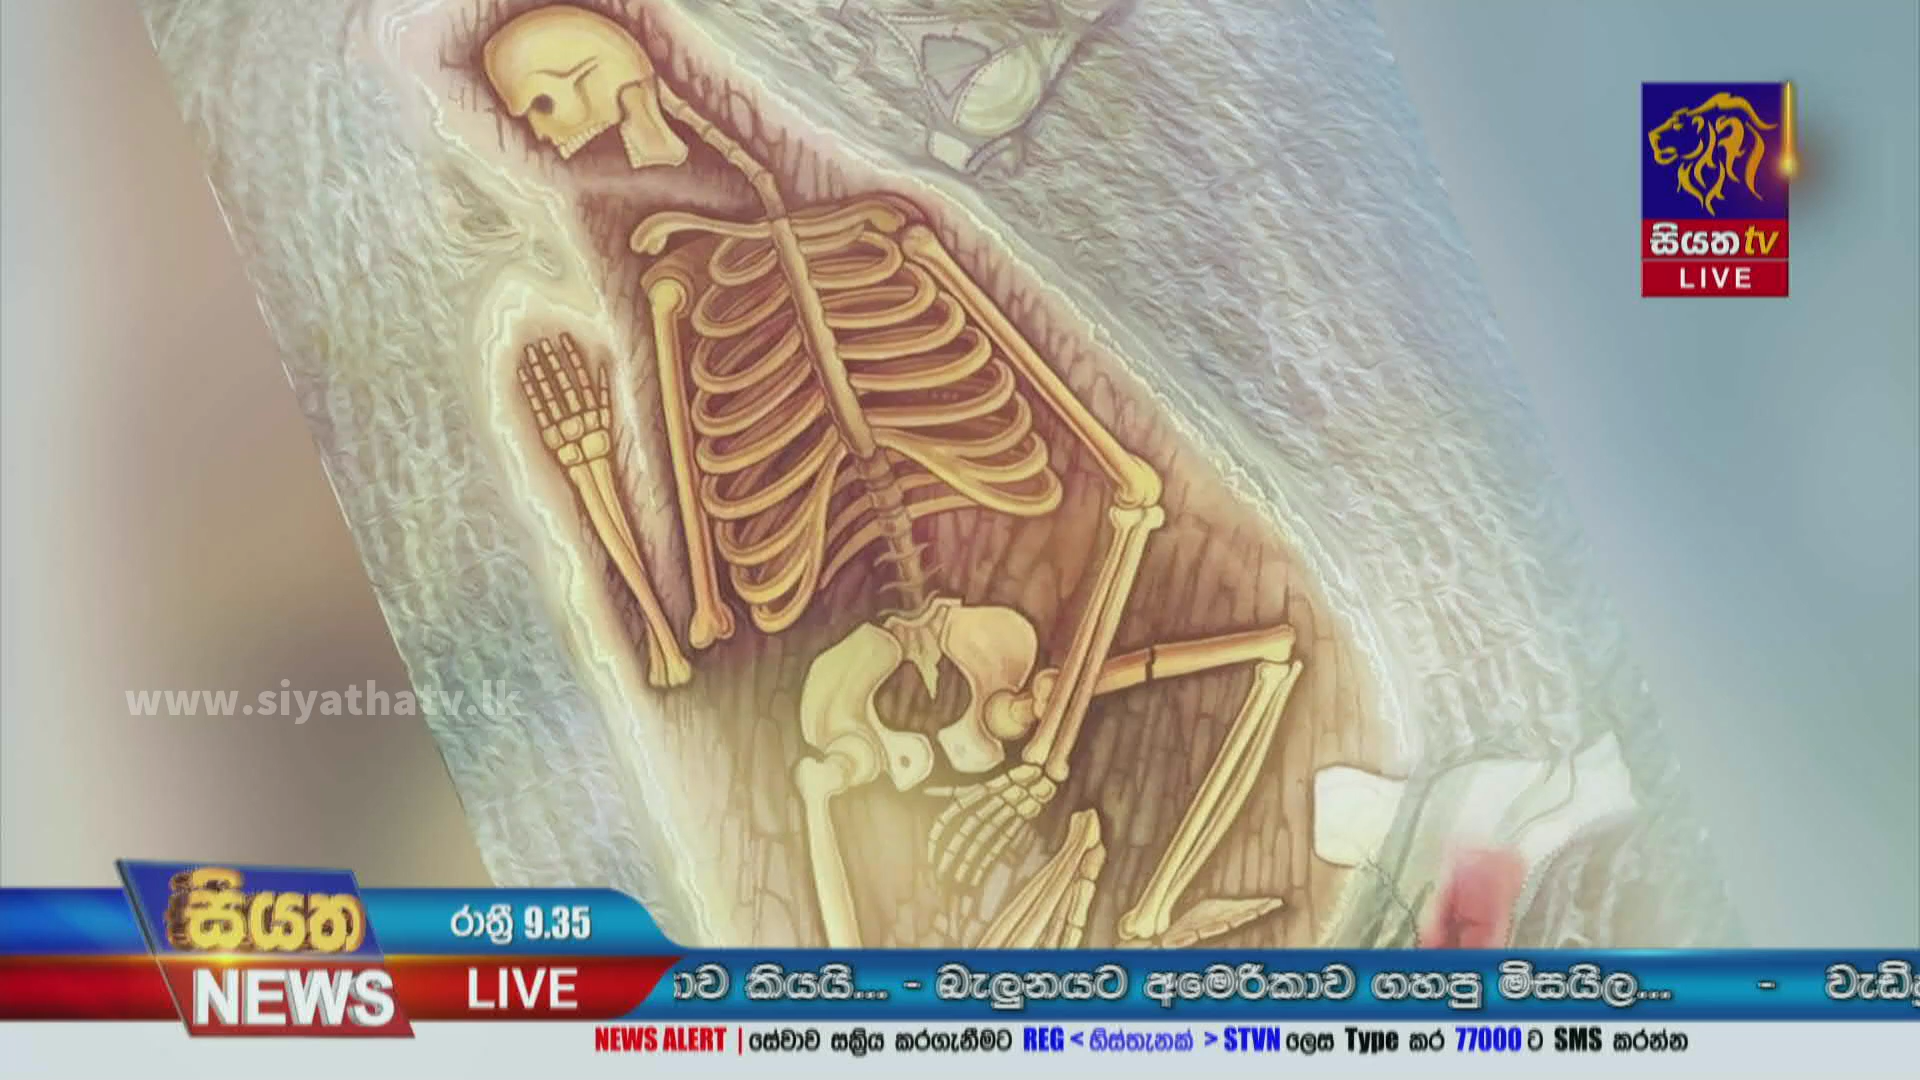 සියත tv
LIVE
www.siyathatv.lk
සියත
NEWS
රාත්‍රී 9.35
LIVE
කියයි... - බැලුනයට අමෙරිකාව ගහපු මිසයිල... -
NEWS ALERT | සේවාව සක්‍රිය කරගැනීමට REG < හිස්තැනක් > STVN ලෙස Type කර 77000 ට SMS කරන්න